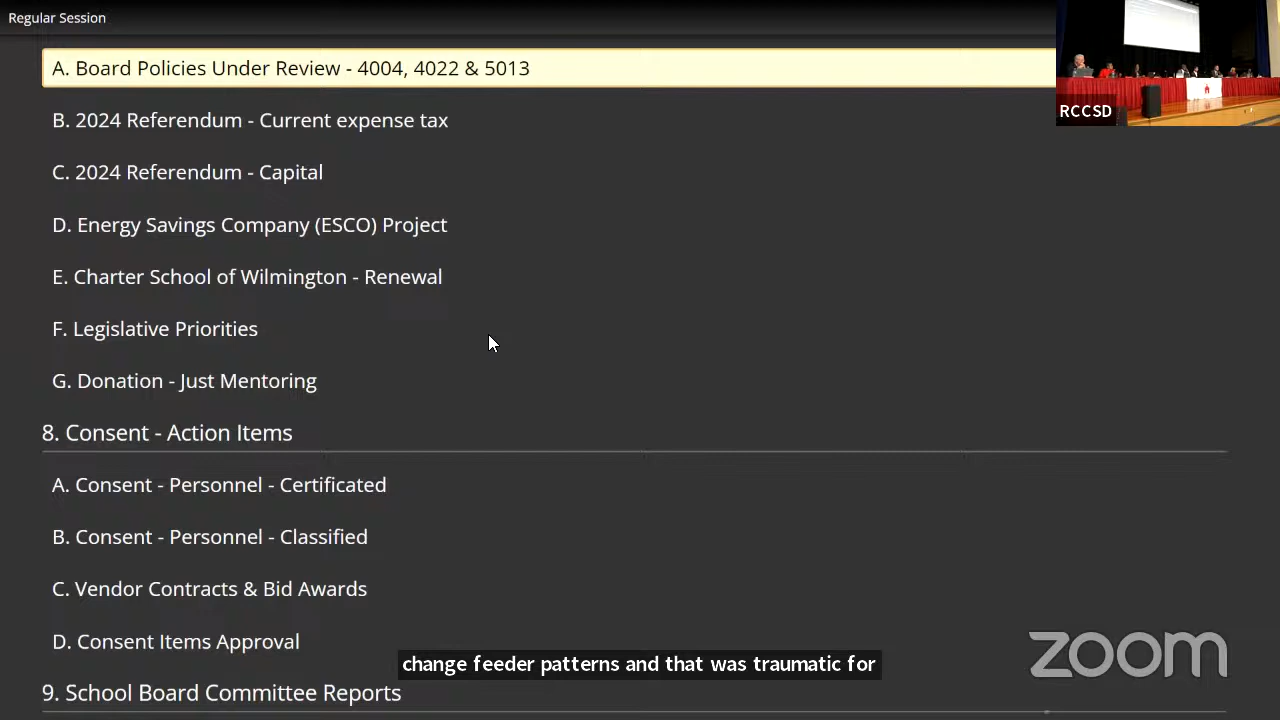 Regular Session
A. Board Policies Under Review - 4004, 4022 & 5013
RCCSD
B. 2024 Referendum - Current expense tax
C. 2024 Referendum - Capital
D. Energy Savings Company (ESCO) Project
E. Charter School of Wilmington - Renewal
F. Legislative Priorities
G. Donation - Just Mentoring
8. Consent - Action Items
A. Consent - Personnel - Certificated
B. Consent - Personnel - Classified
C. Vendor Contracts & Bid Awards
D. Consent Items Approval
zoom
change feeder patterns and that was traumatic for
9. School Board Committee Reports